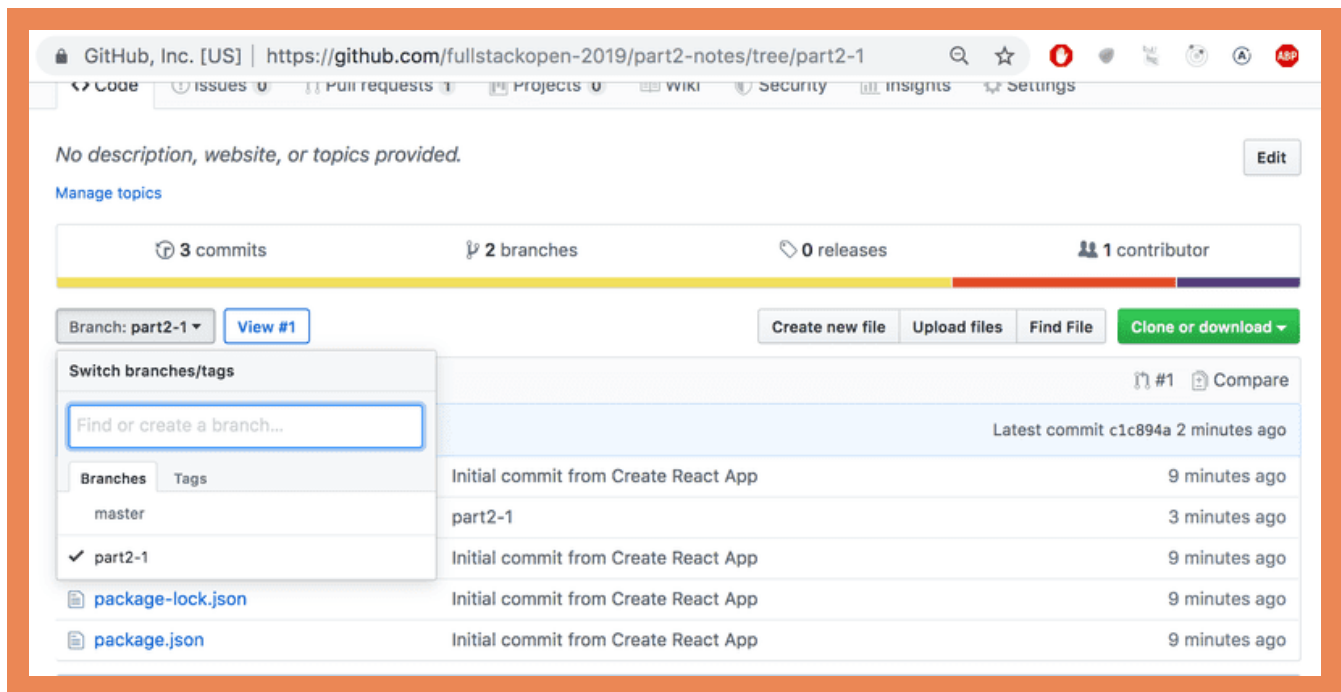 GitHub, Inc. [US] | https://github.com/fullstackopen-2019/part2-notes/tree/part2-1 ABP
Code Issues 0 Pull requests 1 Projects 0 Wiki Security Insights Settings
No description, website, or topics provided. Edit
Manage topics
3 commits 2 branches 0 releases 1 contributor
Branch: part2-1 View #1 Create new file Upload files Find File Clone or download
Switch branches/tags #1 Compare
Find or create a branch...
Latest commit c1c894a 2 minutes ago
Branches Tags Initial commit from Create React App 9 minutes ago
master part2-1 3 minutes ago
part2-1 Initial commit from Create React App 9 minutes ago
package-lock.json Initial commit from Create React App 9 minutes ago
package.json Initial commit from Create React App 9 minutes ago